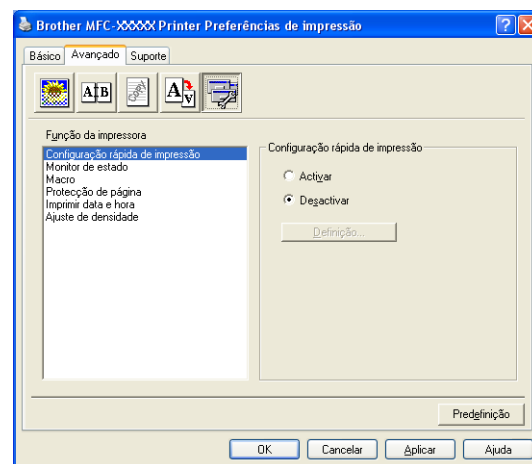 Brother MFC-XXXXX Printer Preferências de impressão
Básico Avançado Suporte
A B
A A
Função da impressora
Configuração rápida de impressão
Monitor de estado
Macro
Protecção de página
Imprimir data e hora
Ajuste de densidade
Configuração rápida de impressão
Activar
Desactivar
Definição...
Predefinição
OK Cancelar Aplicar Ajuda